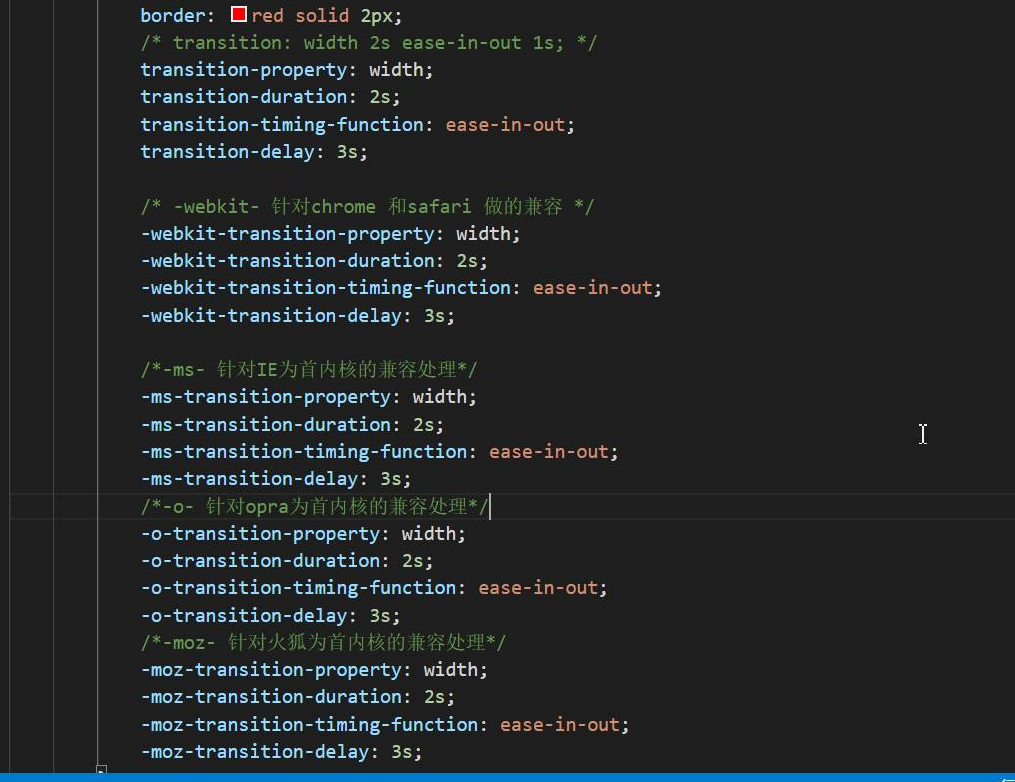 border: red solid 2px;
/* transition: width 2s ease-in-out 1s; */
transition-property: width;
transition-duration: 2s;
transition-timing-function: ease-in-out;
transition-delay: 3s;
/* -webkit- 针对chrome 和safari 做的兼容 */
-webkit-transition-property: width;
-webkit-transition-duration: 2s;
-webkit-transition-timing-function: ease-in-out;
-webkit-transition-delay: 3s;
/*-ms- 针对IE为首内核的兼容处理*/
-ms-transition-property: width;
-ms-transition-duration: 2s;
-ms-transition-timing-function: ease-in-out;
-ms-transition-delay: 3s;
/*-o- 针对opra为首内核的兼容处理*/
-o-transition-property: width;
-o-transition-duration: 2s;
-o-transition-timing-function: ease-in-out;
-o-transition-delay: 3s;
/*-moz- 针对火狐为首内核的兼容处理*/
-moz-transition-property: width;
-moz-transition-duration: 2s;
-moz-transition-timing-function: ease-in-out;
-moz-transition-delay: 3s;